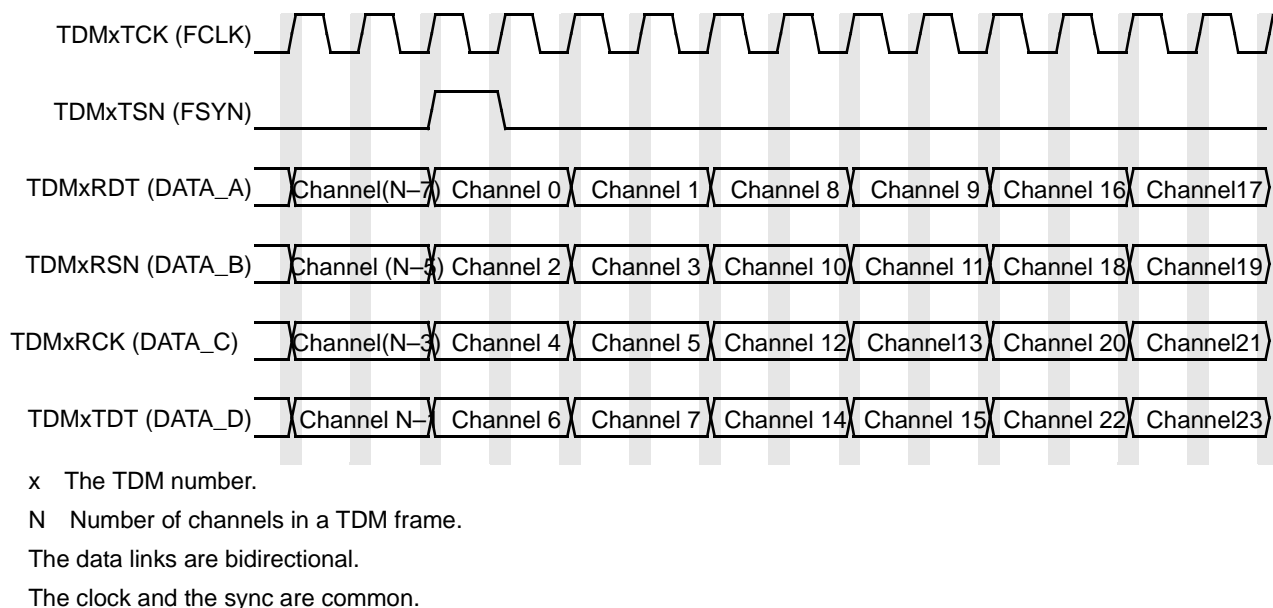 TDMxTCK (FCLK)
TDMxTSN (FSYN)
TDMxRDT (DATA_A) Channel(N–7) Channel 0 Channel 1 Channel 8 Channel 9 Channel 16 Channel17
TDMxRSN (DATA_B) Channel (N–5) Channel 2 Channel 3 Channel 10 Channel 11 Channel 18 Channel19
TDMxRCK (DATA_C) Channel(N–3) Channel 4 Channel 5 Channel 12 Channel13 Channel 20 Channel21
TDMxTDT (DATA_D) Channel N–1 Channel 6 Channel 7 Channel 14 Channel 15 Channel 22 Channel23
x The TDM number.
N Number of channels in a TDM frame.
The data links are bidirectional.
The clock and the sync are common.